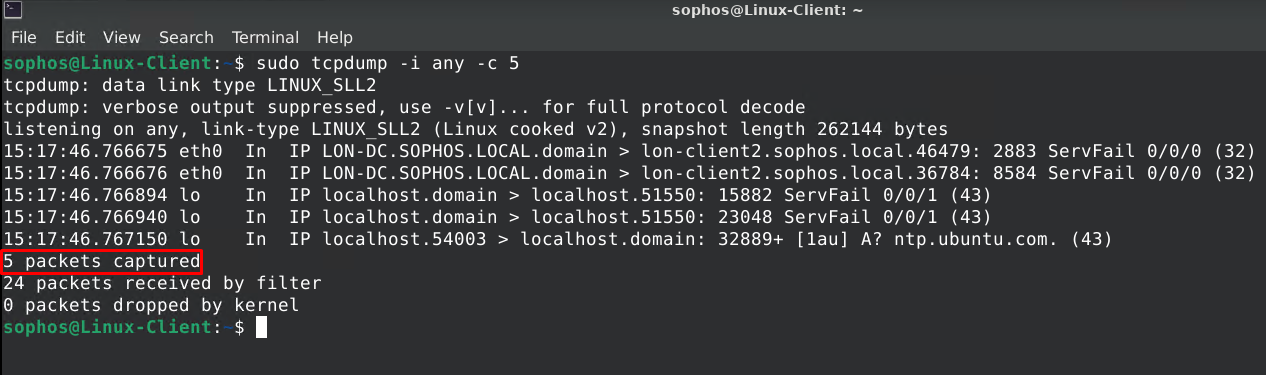 sophos@Linux-Client: ~
File Edit View Search Terminal Help
sophos@Linux-Client:~$ sudo tcpdump -i any -c 5
tcpdump: data link type LINUX_SLL2
tcpdump: verbose output suppressed, use -v[v]... for full protocol decode
listening on any, link-type LINUX_SLL2 (Linux cooked v2), snapshot length 262144 bytes
15:17:46.766675 eth0  In  IP LON-DC.SOPHOS.LOCAL.domain > lon-client2.sophos.local.46479: 2883 ServFail 0/0/0 (32)
15:17:46.766676 eth0  In  IP LON-DC.SOPHOS.LOCAL.domain > lon-client2.sophos.local.36784: 8584 ServFail 0/0/0 (32)
15:17:46.766894 lo    In  IP localhost.domain > localhost.51550: 15882 ServFail 0/0/1 (43)
15:17:46.766940 lo    In  IP localhost.domain > localhost.51550: 23048 ServFail 0/0/1 (43)
15:17:46.767150 lo    In  IP localhost.54003 > localhost.domain: 32889+ [1au] A? ntp.ubuntu.com. (43)
5 packets captured
24 packets received by filter
0 packets dropped by kernel
sophos@Linux-Client:~$